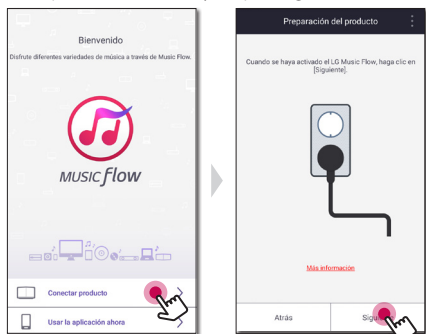 Bienvenido
Disfrute diferentes variedades de música a través de Music Flow.
MUSIC flow
Conectar producto
Usar la aplicación ahora
Preparación del producto
Cuando se haya activado el LG Music Flow, haga clic en
[Siguiente].
Más información
Atrás